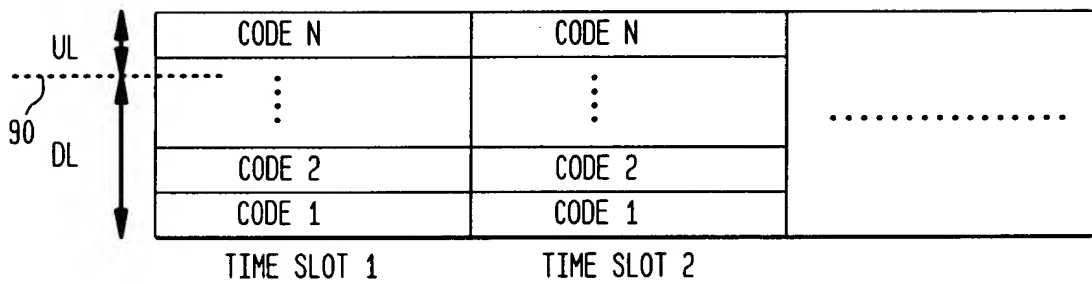 CODE N CODE N
UL
90
DL
CODE 2 CODE 2
CODE 1 CODE 1
TIME SLOT 1 TIME SLOT 2